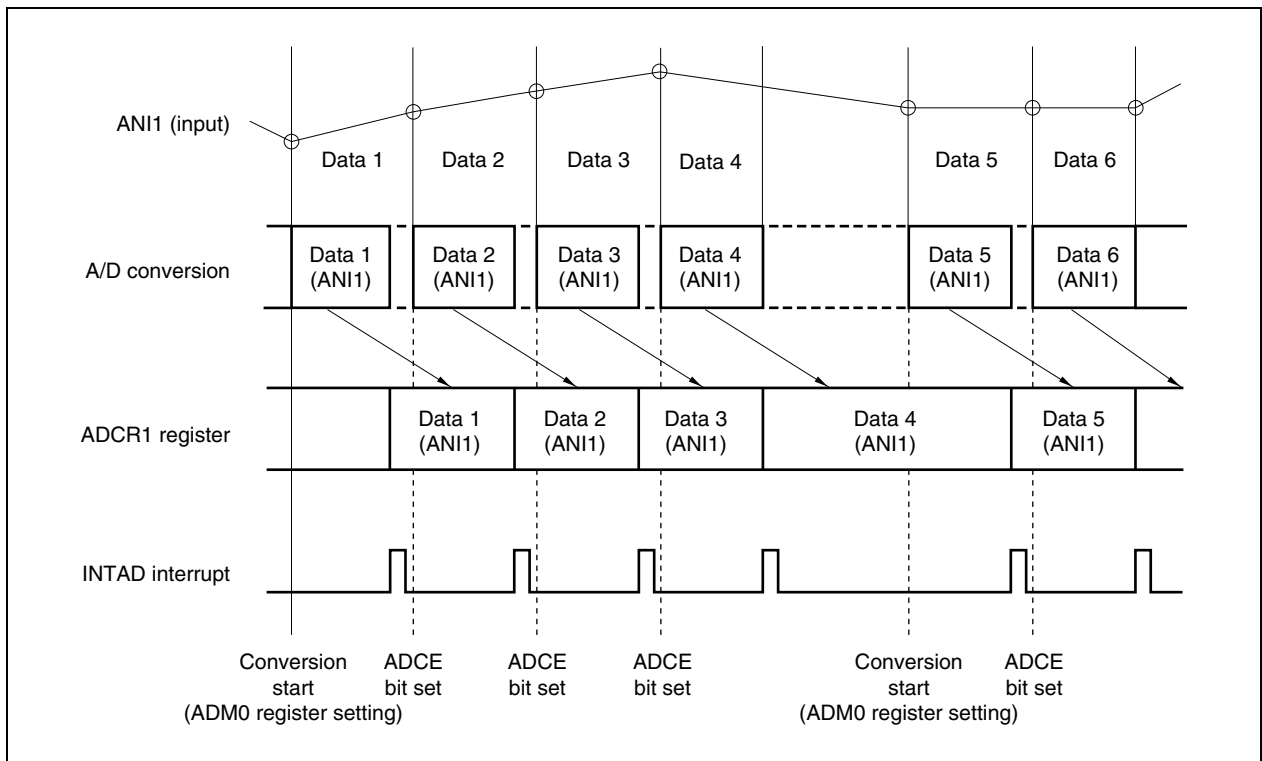 ANI1 (input)
Data 1
Data 2
Data 3
Data 4
Data 5
Data 6
A/D conversion
Data 1
(ANI1)
Data 2
(ANI1)
Data 3
(ANI1)
Data 4
(ANI1)
Data 5
(ANI1)
Data 6
(ANI1)
ADCR1 register
Data 1
(ANI1)
Data 2
(ANI1)
Data 3
(ANI1)
Data 4
(ANI1)
Data 5
(ANI1)
INTAD interrupt
Conversion
start
(ADM0 register setting)
ADCE
bit set
ADCE
bit set
ADCE
bit set
Conversion
start
(ADM0 register setting)
ADCE
bit set